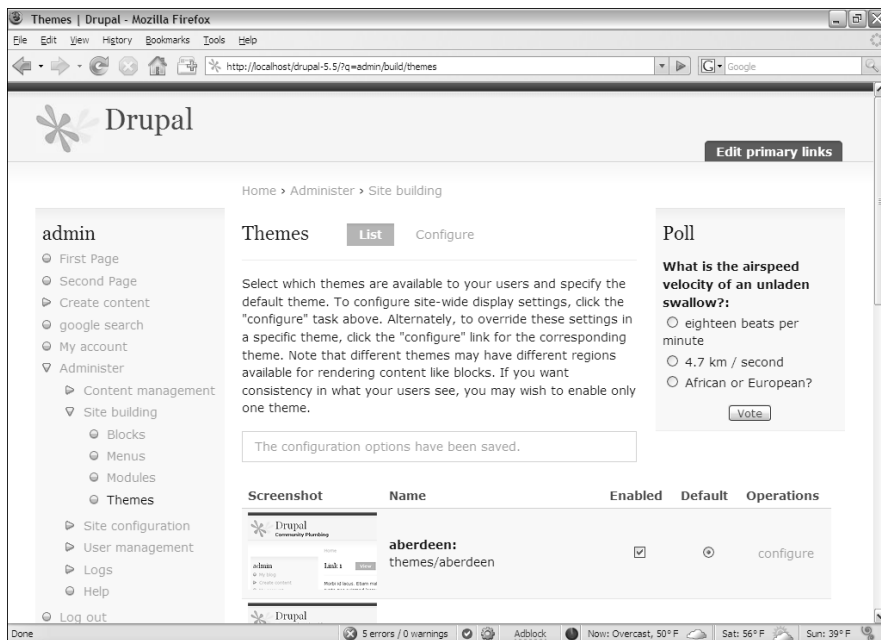 Themes | Drupal - Mozilla Firefox
File Edit View History Bookmarks Tools Help
http://localhost/drupal-5.5/?q=admin/build/themes
G Google
Drupal
Edit primary links
Home › Administer › Site building
admin
First Page
Second Page
Create content
google search
My account
Administer
Content management
Site building
Blocks
Menus
Modules
Themes
Site configuration
User management
Logs
Help
Log out
Themes List Configure
Select which themes are available to your users and specify the
default theme. To configure site-wide display settings, click the
"configure" task above. Alternately, to override these settings in
a specific theme, click the "configure" link for the corresponding
theme. Note that different themes may have different regions
available for rendering content like blocks. If you want
consistency in what your users see, you may wish to enable only
one theme.
The configuration options have been saved.
Screenshot Name Enabled Default Operations
Drupal
Community Plumbing
Home
admin
My blog
Create content
Link 1 view
aberdeen:
themes/aberdeen
configure
Drupal
Poll
What is the airspeed
velocity of an unladen
swallow?:
eighteen beats per
minute
4.7 km / second
African or European?
Vote
Done 5 errors / 0 warnings Adblock Now: Overcast, 50° F Sat: 56° F Sun: 39° F